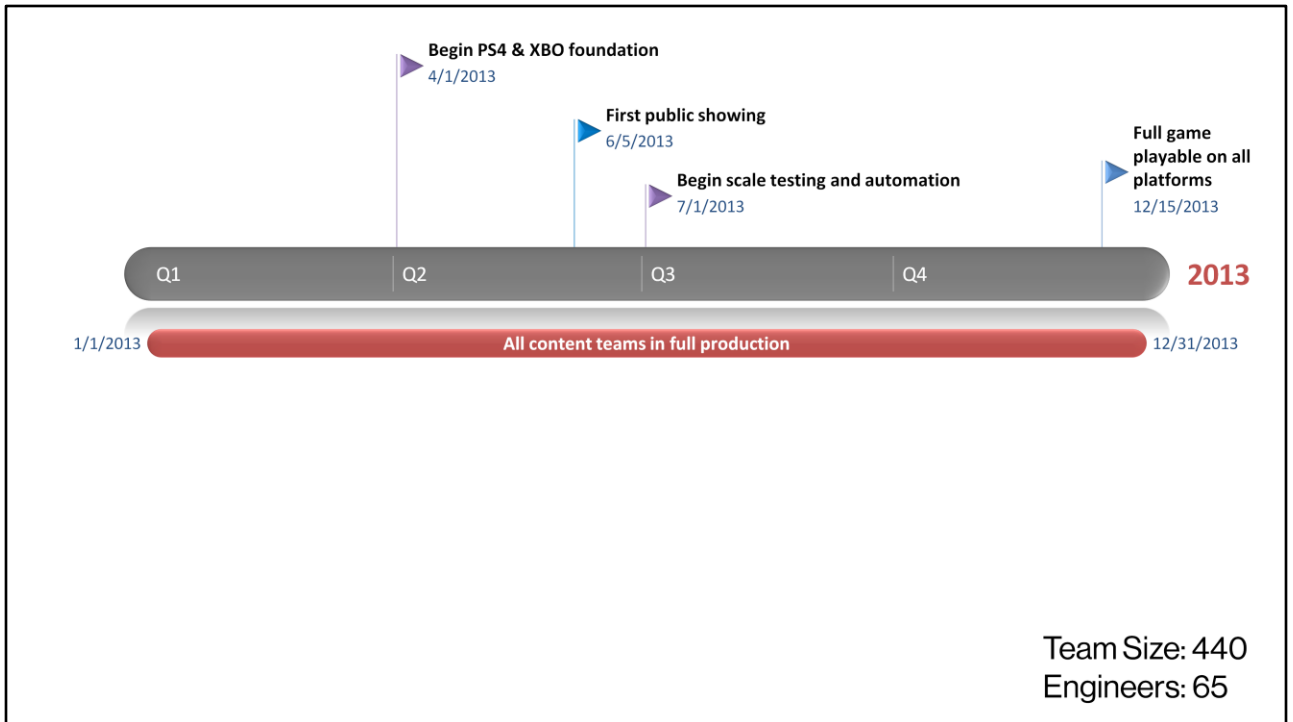 Begin PS4 & XBO foundation
4/1/2013
First public showing
6/5/2013
Full game
playable on all
platforms
12/15/2013
Begin scale testing and automation
7/1/2013
Q1
Q2
Q3
Q4
2013
1/1/2013
All content teams in full production
12/31/2013
Team Size: 440
Engineers: 65